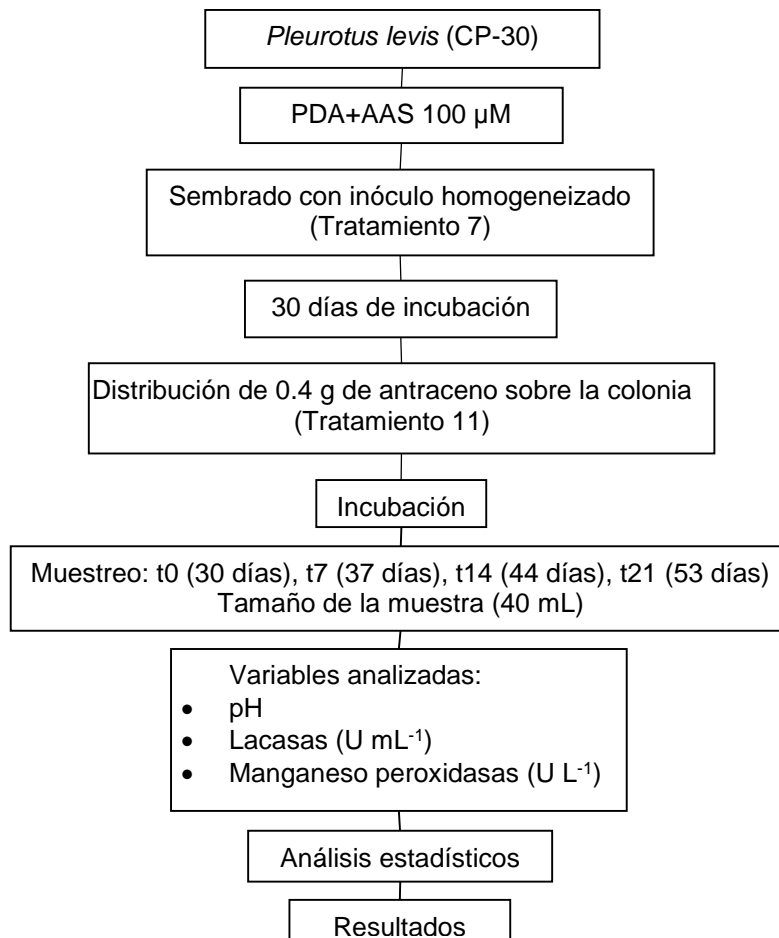 Pleurotus levis (CP-30)
PDA+AAS 100 µM
Sembrado con inóculo homogeneizado
(Tratamiento 7)
30 días de incubación
Distribución de 0.4 g de antraceno sobre la colonia
(Tratamiento 11)
Incubación
Muestreo: t0 (30 días), t7 (37 días), t14 (44 días), t21 (53 días)
Tamaño de la muestra (40 mL)
Variables analizadas:
• pH
• Lacasas (U mL⁻¹)
• Manganeso peroxidasas (U L⁻¹)
Análisis estadísticos
Resultados